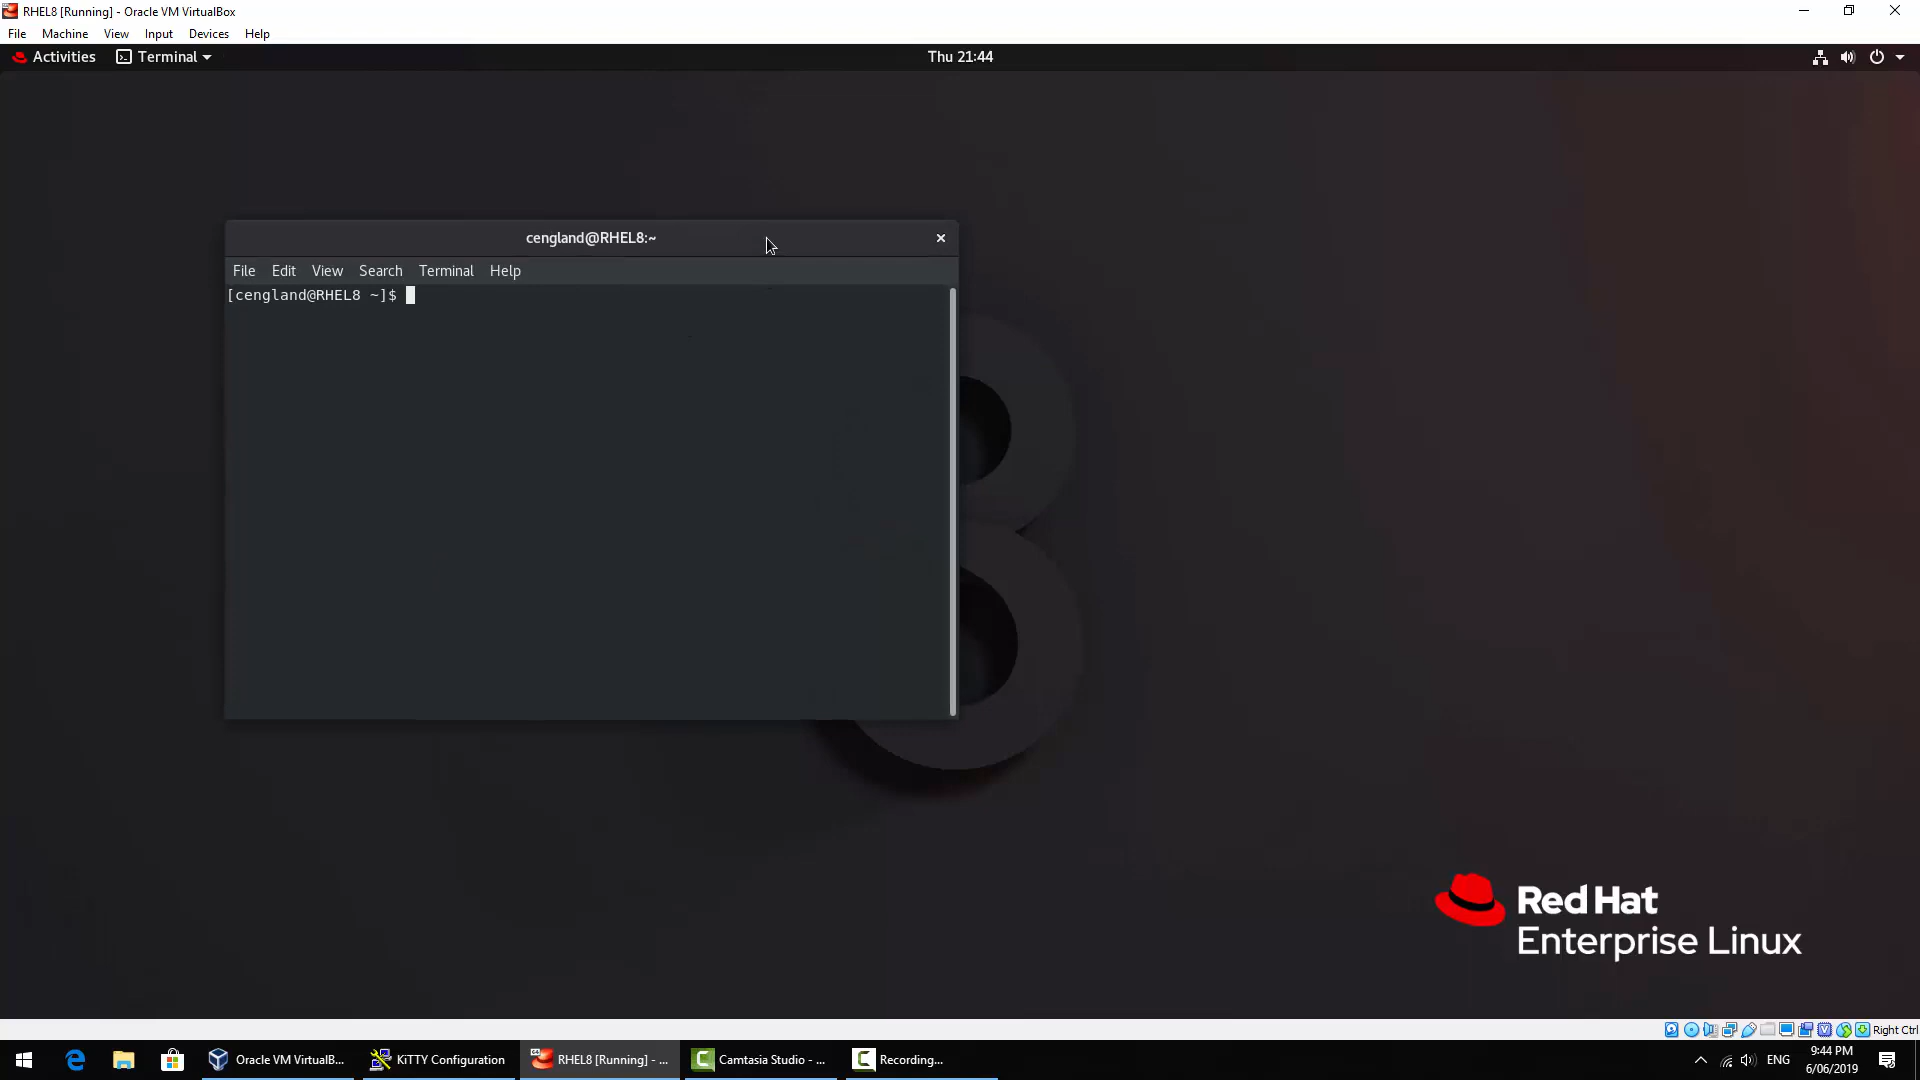 RHEL8 [Running] - Oracle VM VirtualBox
File Machine View Input Devices Help
Activities Terminal Thu 21:44
cengland@RHEL8:~
File Edit View Search Terminal Help
[cengland@RHEL8 ~]$
8
Red Hat
Enterprise Linux
Right Ctrl
Oracle VM VirtualB... KiTTY Configuration RHEL8 [Running] - ... Camtasia Studio - ... Recording... ENG 9:44 PM
6/06/2019